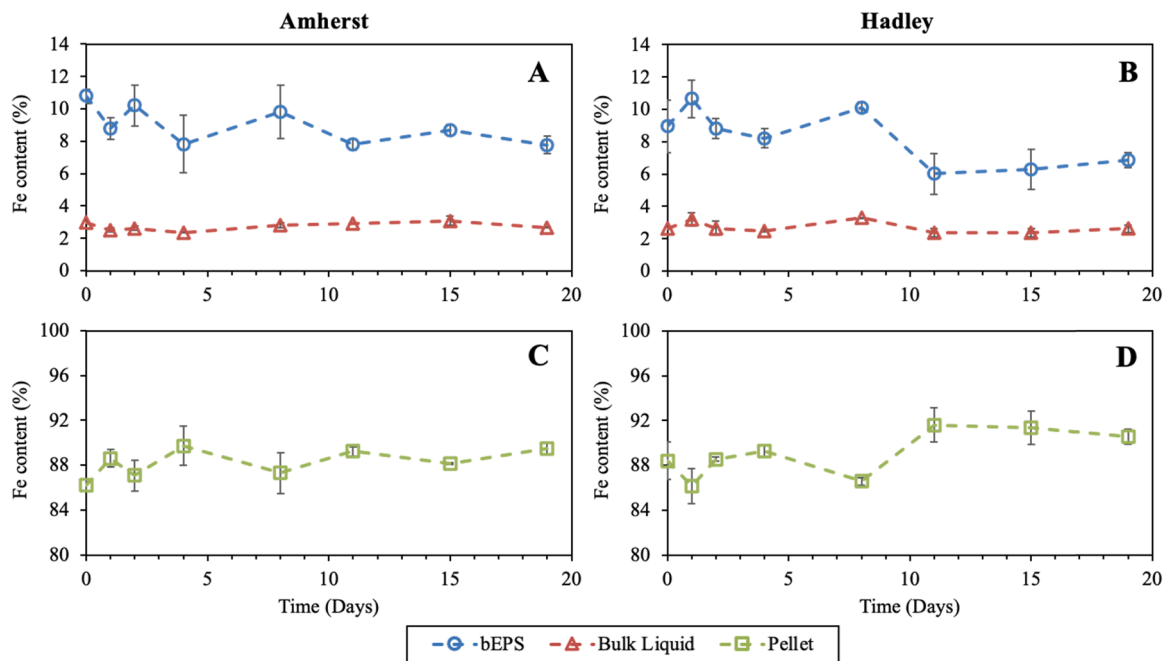 Amherst
Hadley
14
12
10
8
6
4
2
0
Fe content (%)
A
0 5 10 15 20
14
12
10
8
6
4
2
0
Fe content (%)
B
0 5 10 15 20
100
96
92
88
84
80
Fe content (%)
C
0 5 10 15 20
Time (Days)
100
96
92
88
84
80
Fe content (%)
D
0 5 10 15 20
Time (Days)
bEPS Bulk Liquid Pellet